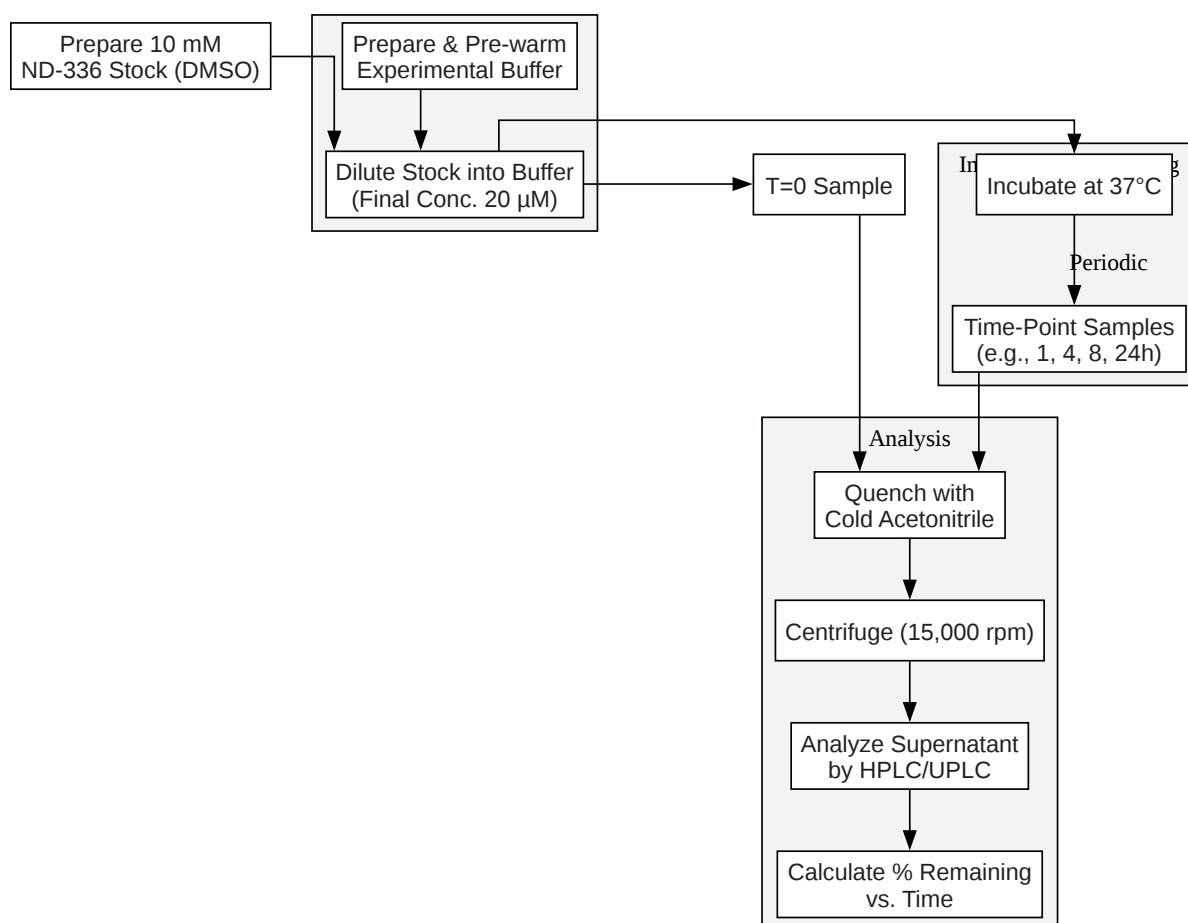 Prepare 10 mM
ND-336 Stock (DMSO)
Prepare & Pre-warm
Experimental Buffer
Dilute Stock into Buffer
(Final Conc. 20 µM)
T=0 Sample
Incubate at 37°C
Periodic
Time-Point Samples
(e.g., 1, 4, 8, 24h)
Analysis
Quench with
Cold Acetonitrile
Centrifuge (15,000 rpm)
Analyze Supernatant
by HPLC/UPLC
Calculate % Remaining
vs. Time